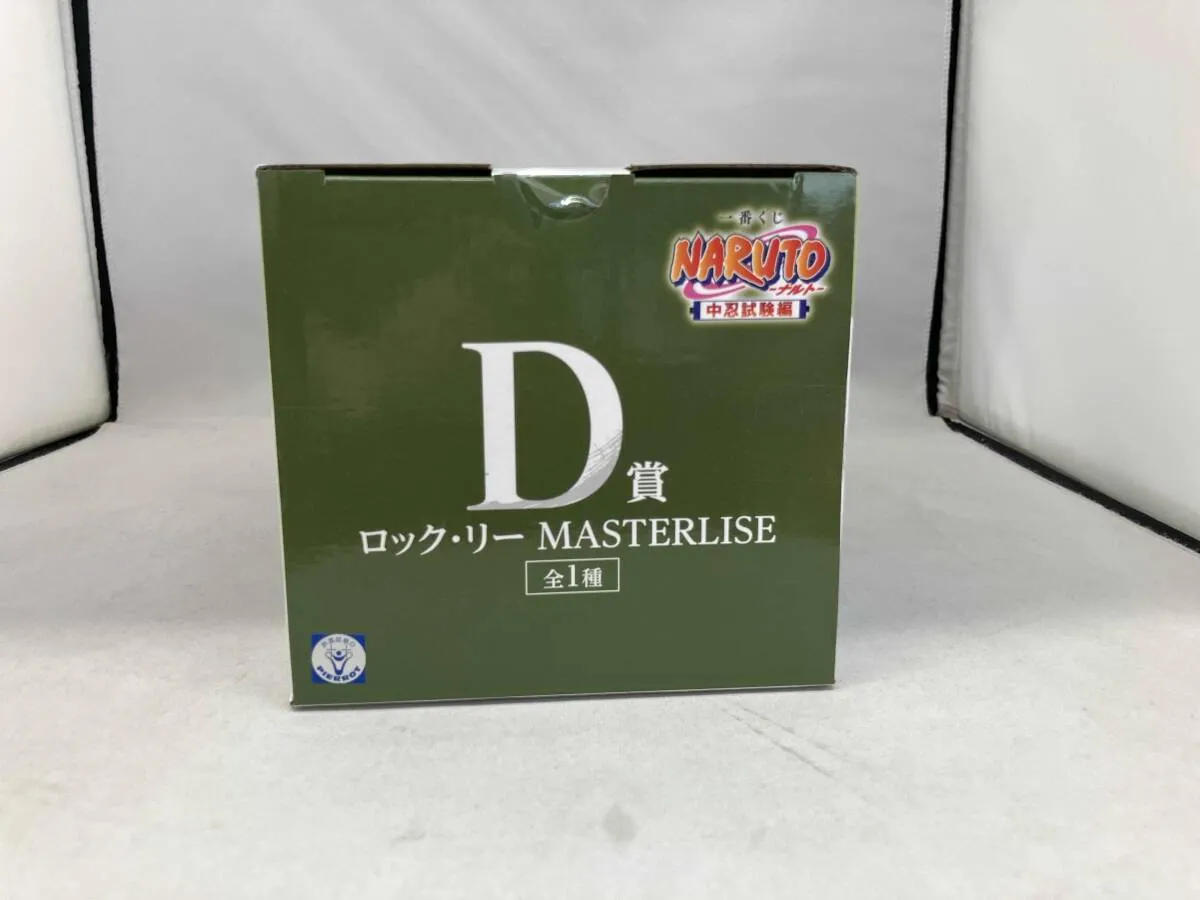 一番くじ
NARUTO
-ナルト-
中忍試験編
D賞
ロック・リー MASTERLISE
全1種
PIERROT